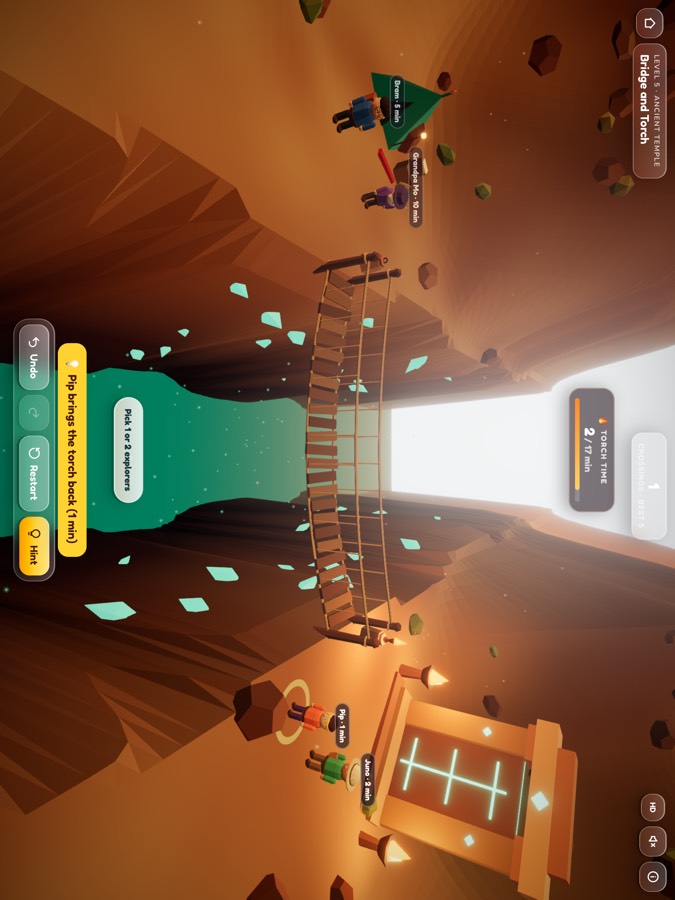 LEVEL 5 · ANCIENT TEMPLE
Bridge and Torch
1
CROSSINGS · BEST 5
TORCH TIME
2 / 17 min
HD
i
Bram · 5 min
Grandpa Mo · 10 min
Pip · 1 min
Juno · 2 min
Pick 1 or 2 explorers
Pip brings the torch back (1 min)
Undo
Restart
Hint